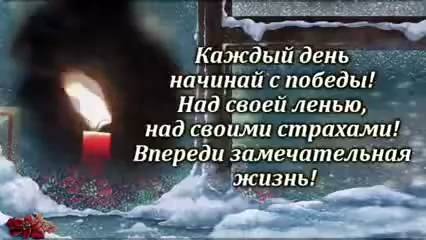 Каждый день
начинай с победы!
Над своей ленью,
над своими страхами!
Впереди замечательная
жизнь!